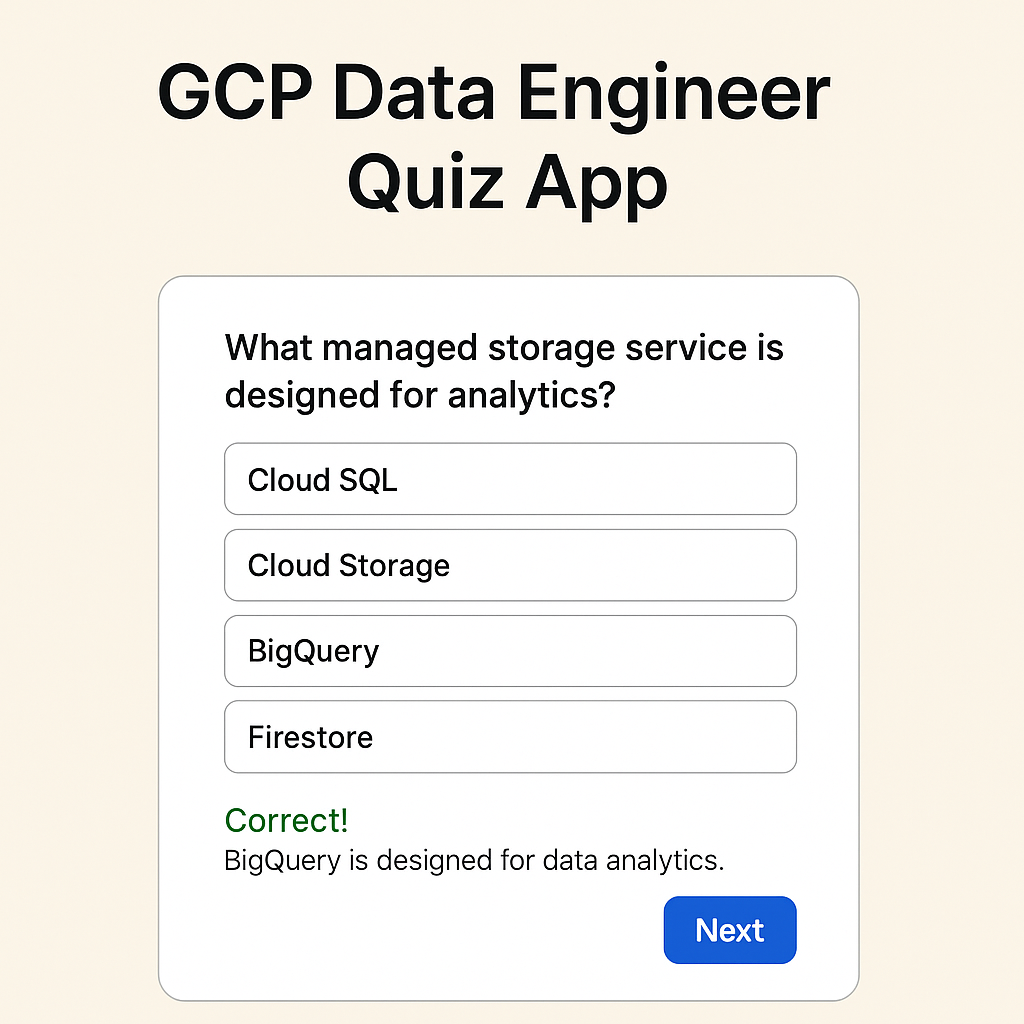 GCP Data Engineer
Quiz App
What managed storage service is
designed for analytics?
Cloud SQL
Cloud Storage
BigQuery
Firestore
Correct!
BigQuery is designed for data analytics.
Next